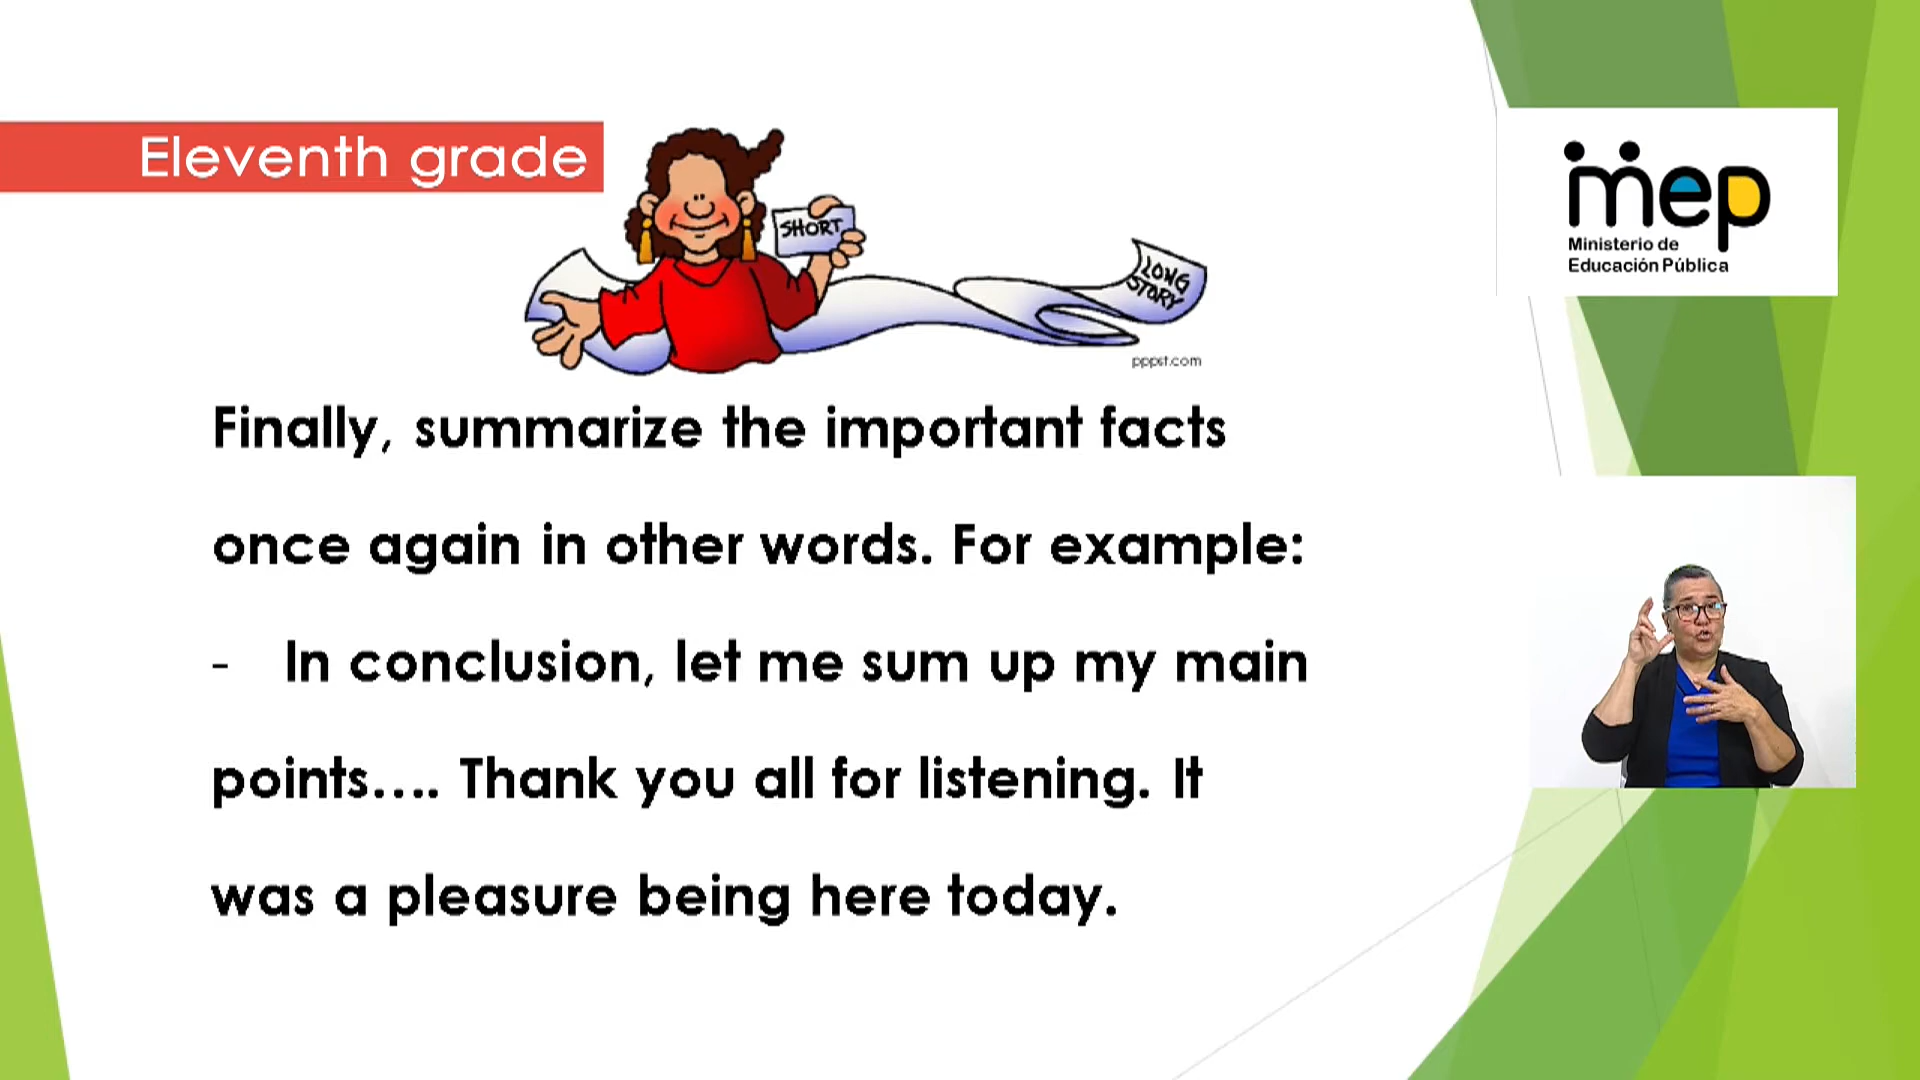 Eleventh grade
SHORT
LONG
STORY
pppst.com
mep
Ministerio de
Educación Pública
Finally, summarize the important facts
once again in other words. For example:
- In conclusion, let me sum up my main
points.... Thank you all for listening. It
was a pleasure being here today.